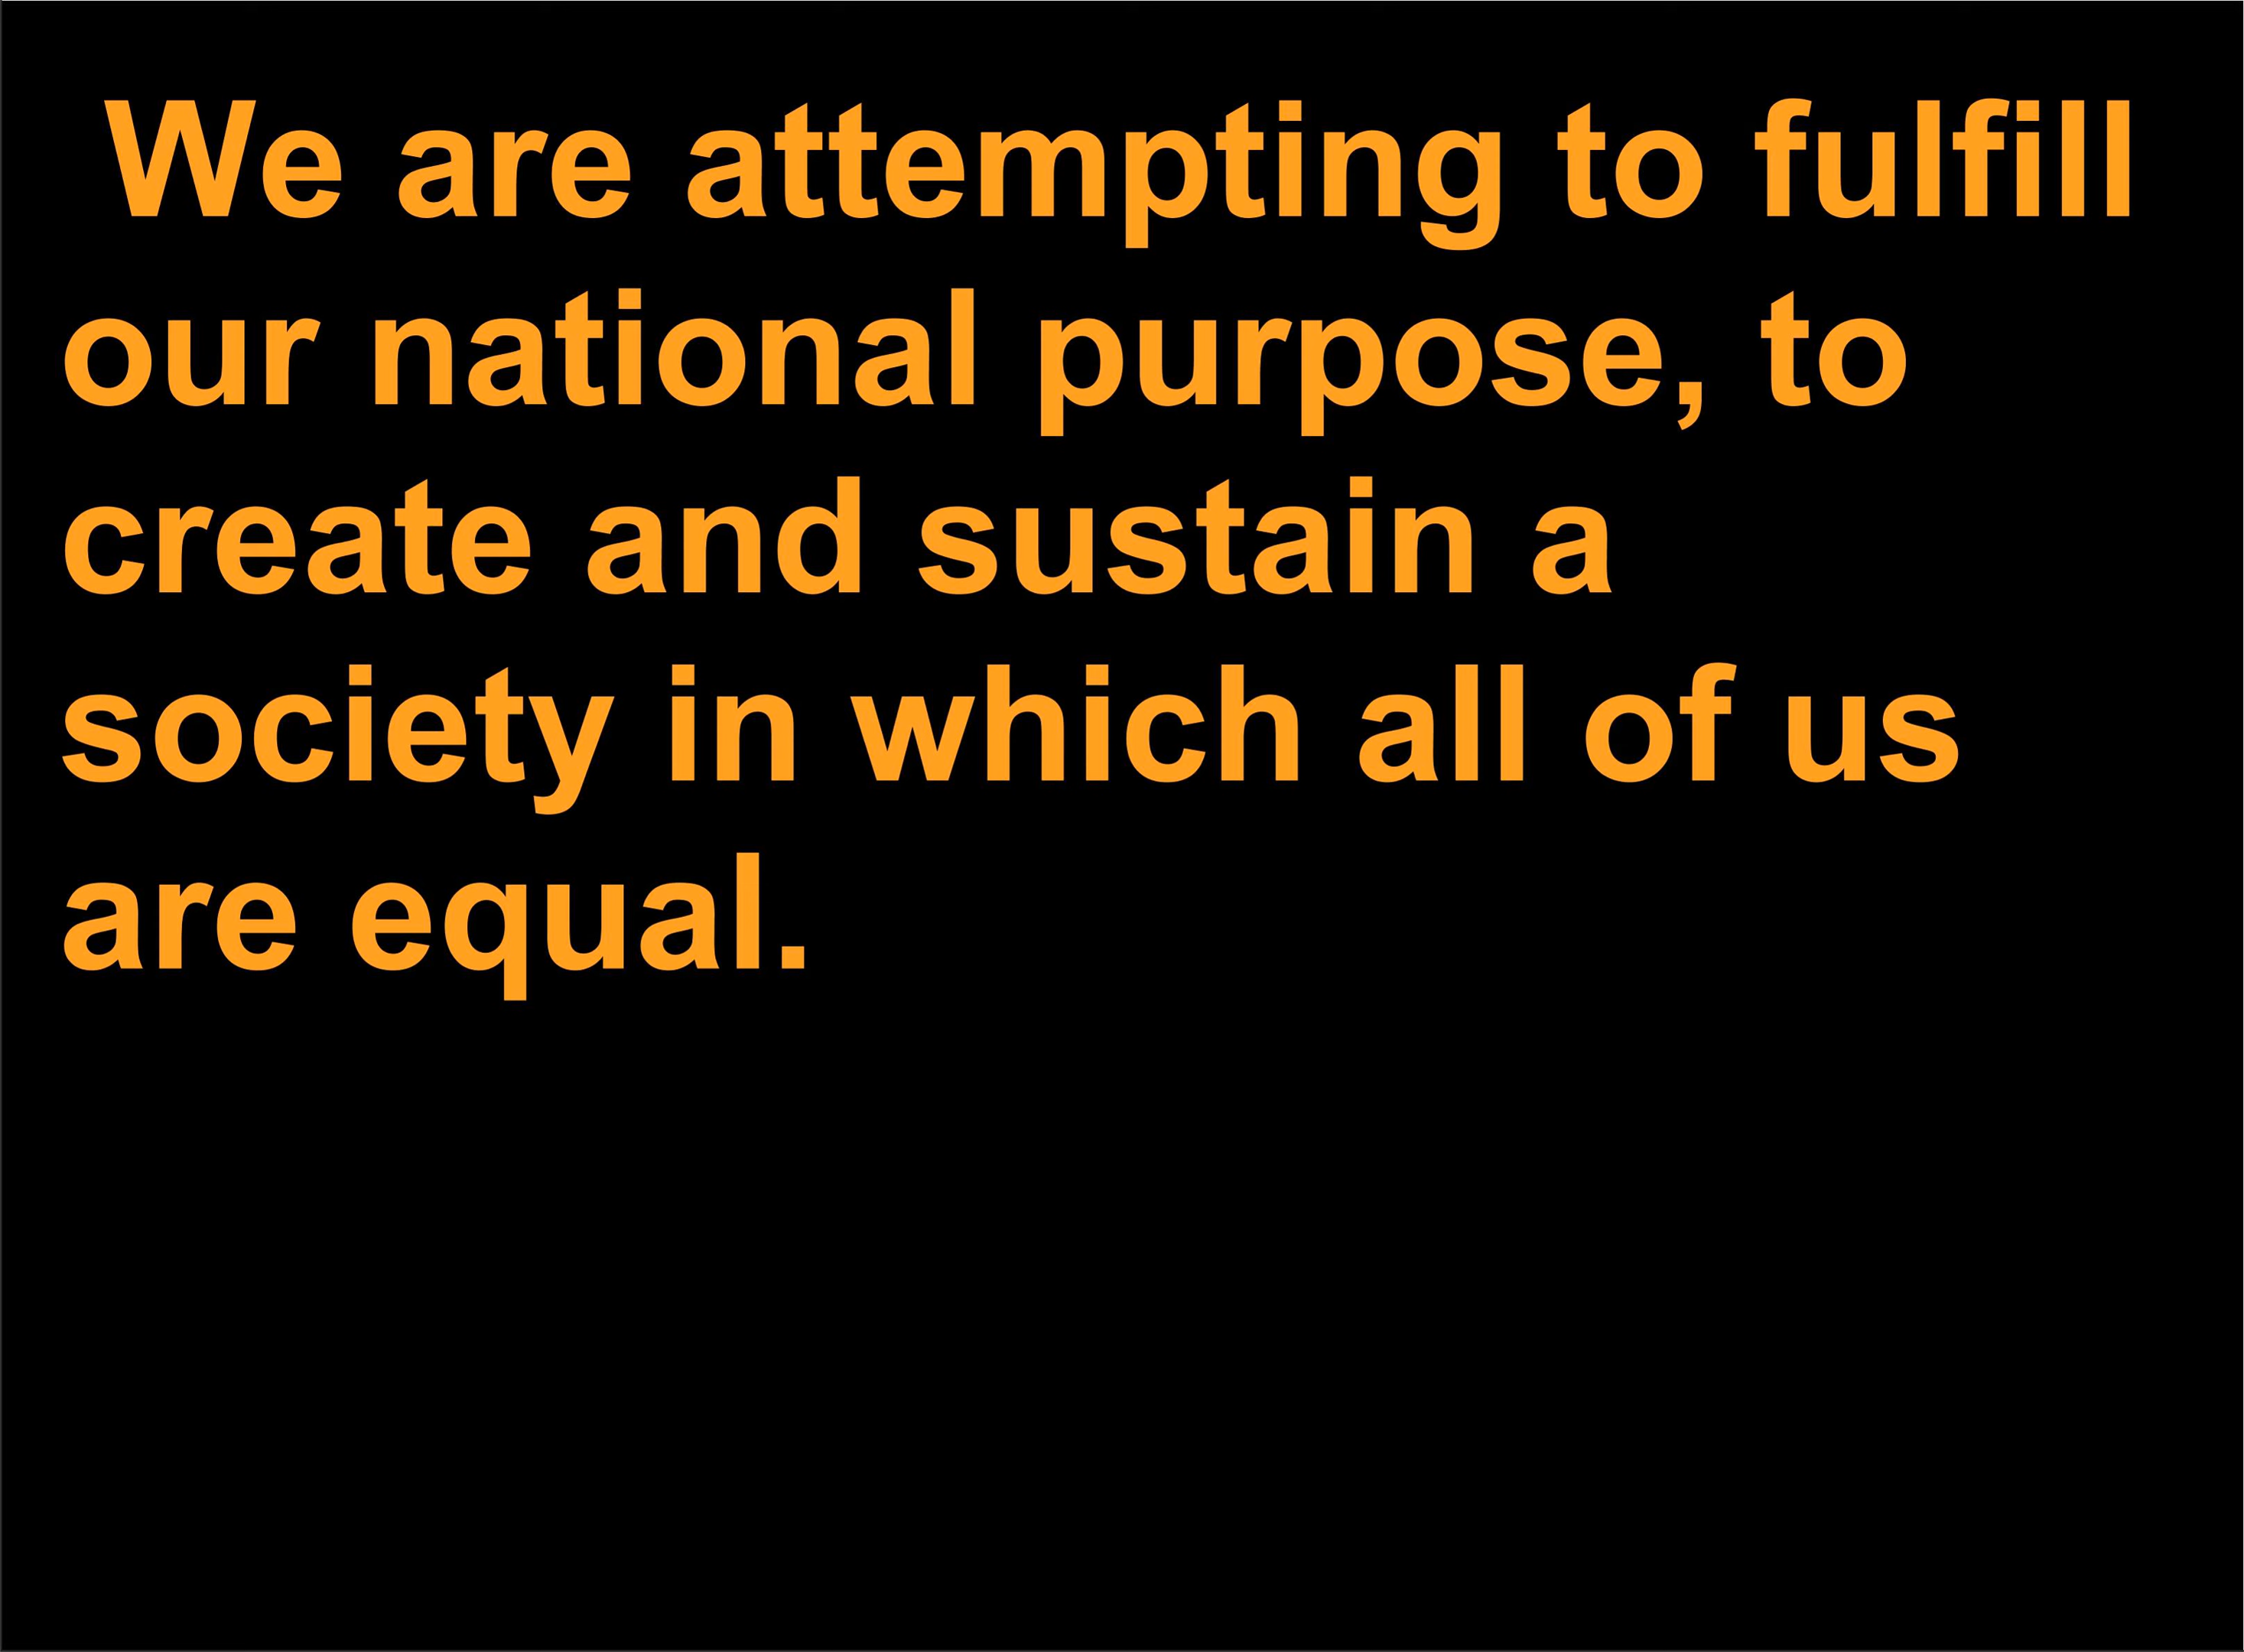 We are attempting to fulfill
our national purpose, to
create and sustain a
society in which all of us
are equal.